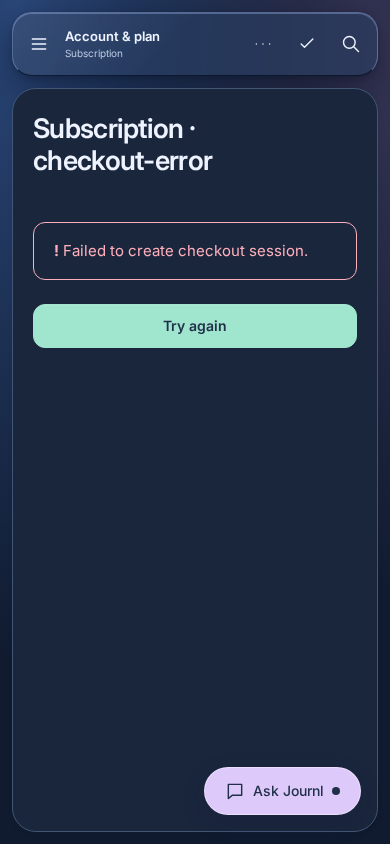 Account & plan
Subscription
...
Subscription ·
checkout-error
! Failed to create checkout session.
Try again
Ask Journl